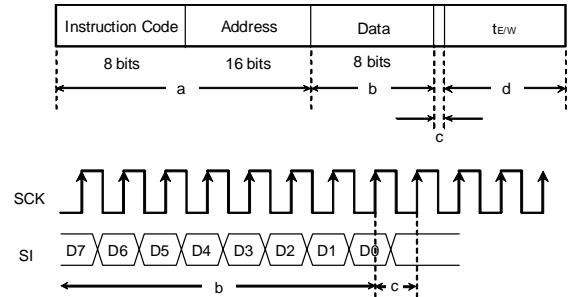 Instruction Code Address Data tE/W
8 bits 16 bits 8 bits
a b d
c
SCK
SI D7 D6 D5 D4 D3 D2 D1 D0
b c